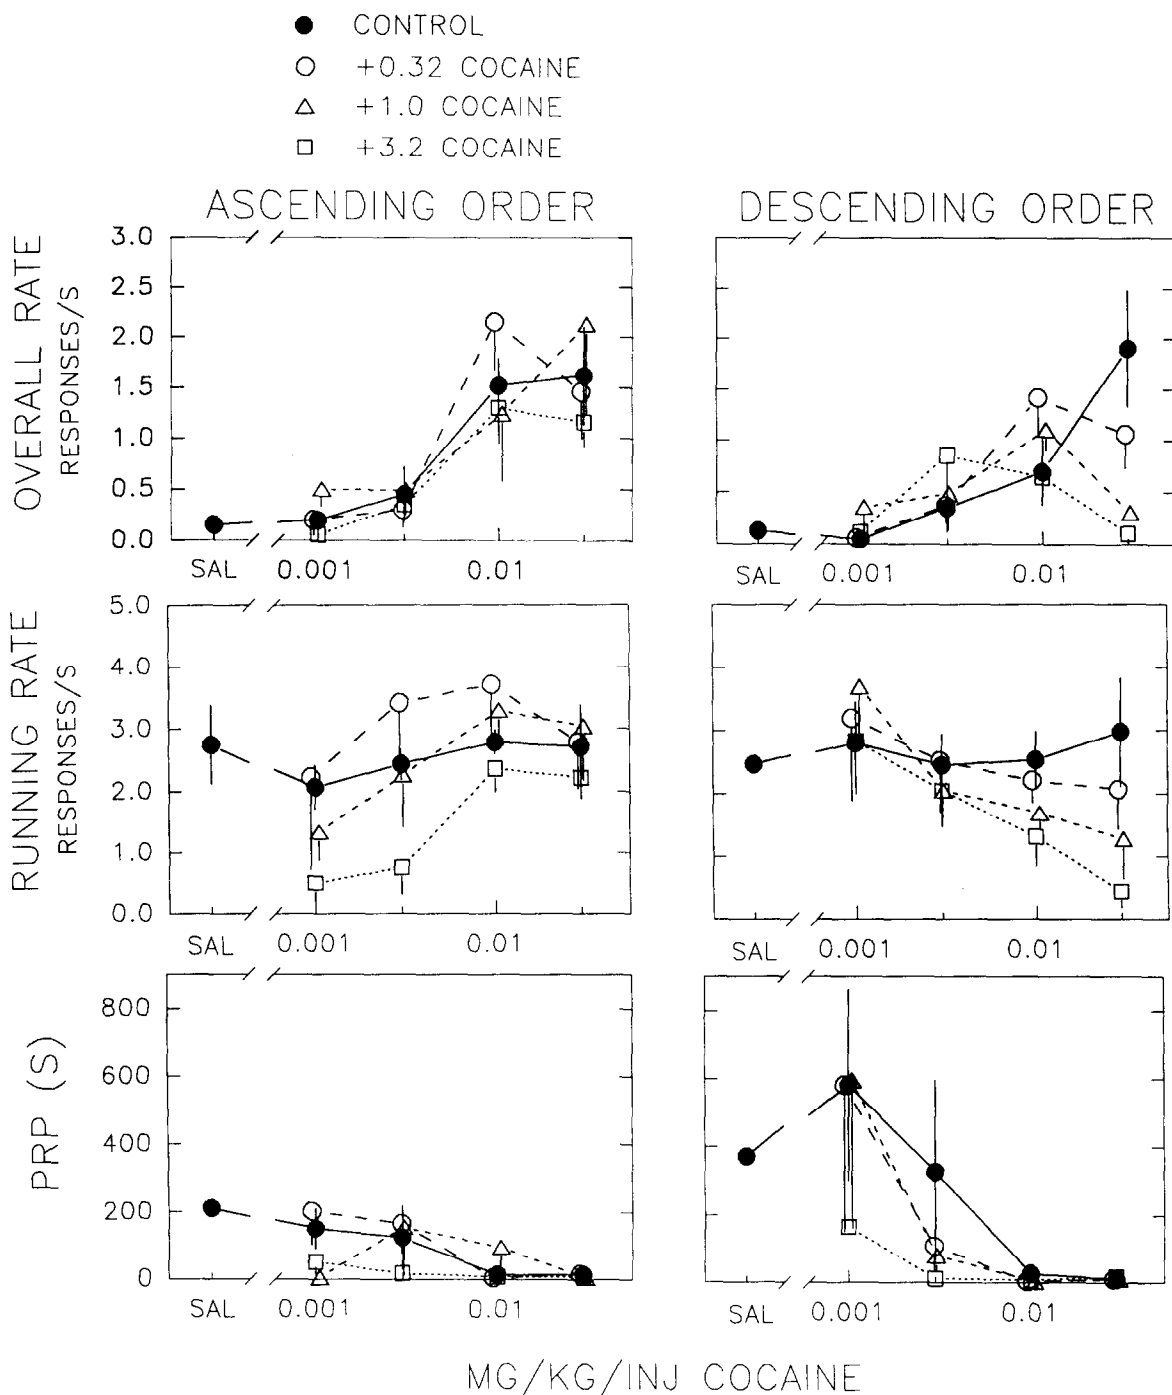 CONTROL
+0.32 COCAINE
+1.0 COCAINE
+3.2 COCAINE
ASCENDING ORDER
DESCENDING ORDER
OVERALL RATE
RESPONSES/S
3.0
2.5
2.0
1.5
1.0
0.5
0.0
SAL
0.001
0.01
SAL
0.001
0.01
RUNNING RATE
RESPONSES/S
5.0
4.0
3.0
2.0
1.0
0.0
SAL
0.001
0.01
SAL
0.001
0.01
PRP (S)
800
600
400
200
0
SAL
0.001
0.01
SAL
0.001
0.01
MG/KG/INJ COCAINE